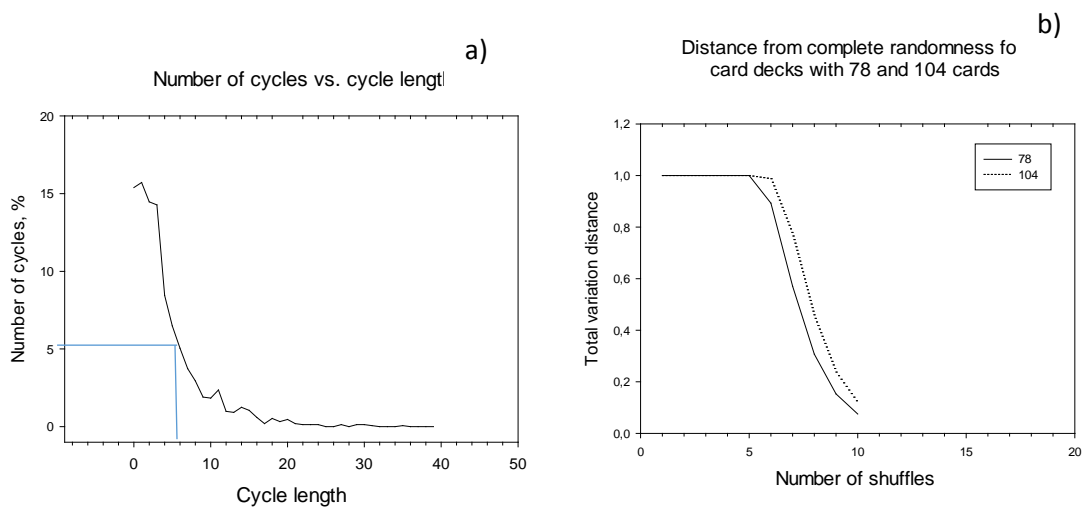 a)
Number of cycles vs. cycle lengt
20
15
10
5
0
Number of cycles, %
0 10 20 30 40 50
Cycle length
b)
Distance from complete randomness fo
card decks with 78 and 104 cards
1,2
1,0
0,8
0,6
0,4
0,2
0,0
Total variation distance
78
104
0 5 10 15 20
Number of shuffles